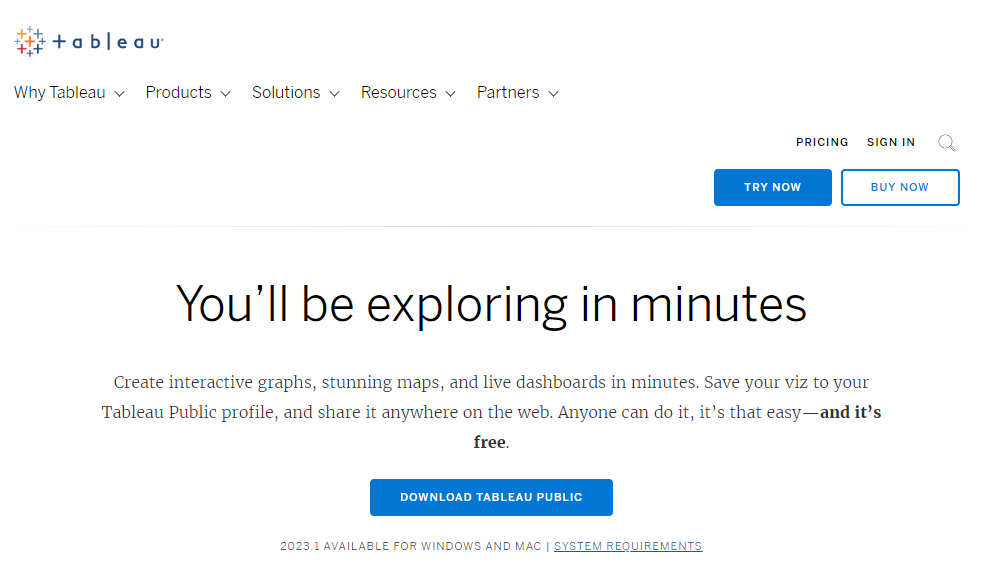 +ableau
Why Tableau Products Solutions Resources Partners
PRICING SIGN IN
TRY NOW BUY NOW
You’ll be exploring in minutes
Create interactive graphs, stunning maps, and live dashboards in minutes. Save your viz to your
Tableau Public profile, and share it anywhere on the web. Anyone can do it, it’s that easy—and it’s
free.
DOWNLOAD TABLEAU PUBLIC
2023.1 AVAILABLE FOR WINDOWS AND MAC | SYSTEM REQUIREMENTS